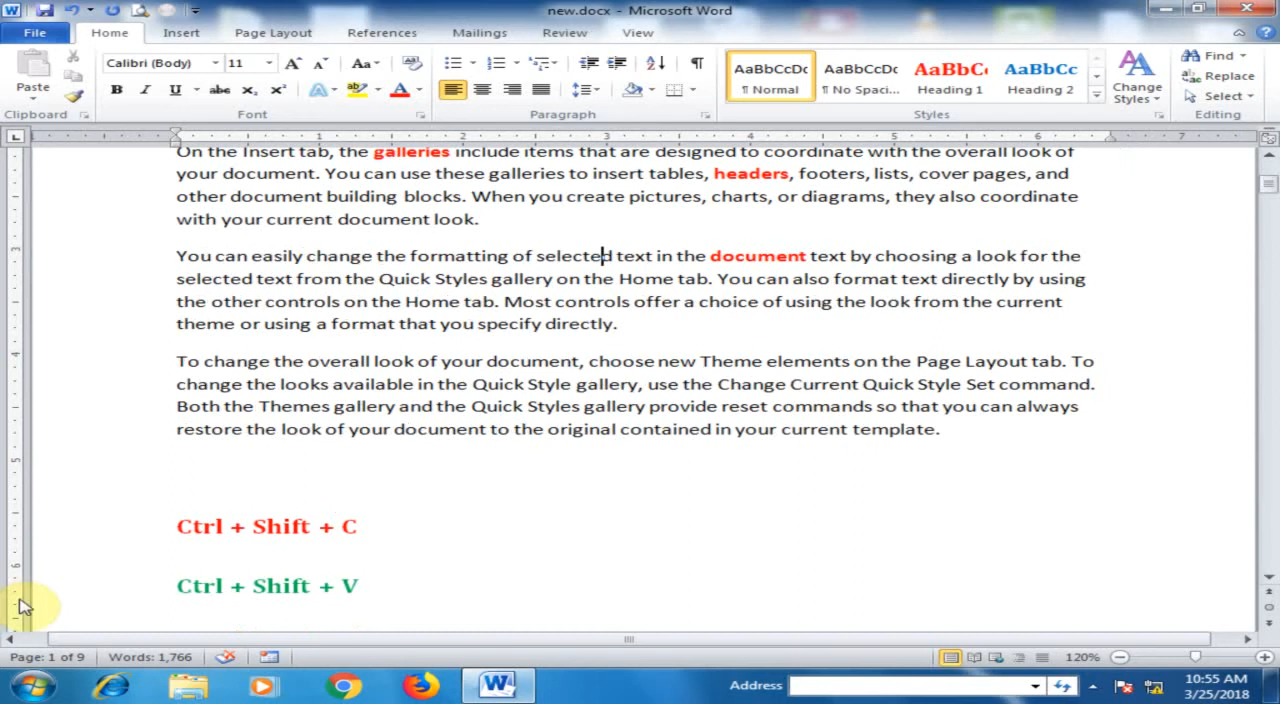 new.docx - Microsoft Word
File Home Insert Page Layout References Mailings Review View
Paste
Calibri (Body) 11
AaBbCcDc AaBbCcDc AaBbC AaBbCc
¶ Normal ¶ No Spaci... Heading 1 Heading 2
Change
Styles
Find
Replace
Select
Clipboard Font Paragraph Styles Editing
1 2 3 4 5 6 7
On the Insert tab, the galleries include items that are designed to coordinate with the overall look of
your document. You can use these galleries to insert tables, headers, footers, lists, cover pages, and
other document building blocks. When you create pictures, charts, or diagrams, they also coordinate
with your current document look.
You can easily change the formatting of selected text in the document text by choosing a look for the
selected text from the Quick Styles gallery on the Home tab. You can also format text directly by using
the other controls on the Home tab. Most controls offer a choice of using the look from the current
theme or using a format that you specify directly.
To change the overall look of your document, choose new Theme elements on the Page Layout tab. To
change the looks available in the Quick Style gallery, use the Change Current Quick Style Set command.
Both the Themes gallery and the Quick Styles gallery provide reset commands so that you can always
restore the look of your document to the original contained in your current template.
Ctrl + Shift + C
Ctrl + Shift + V
Page: 1 of 9 Words: 1,766 120%
Address 10:55 AM
3/25/2018